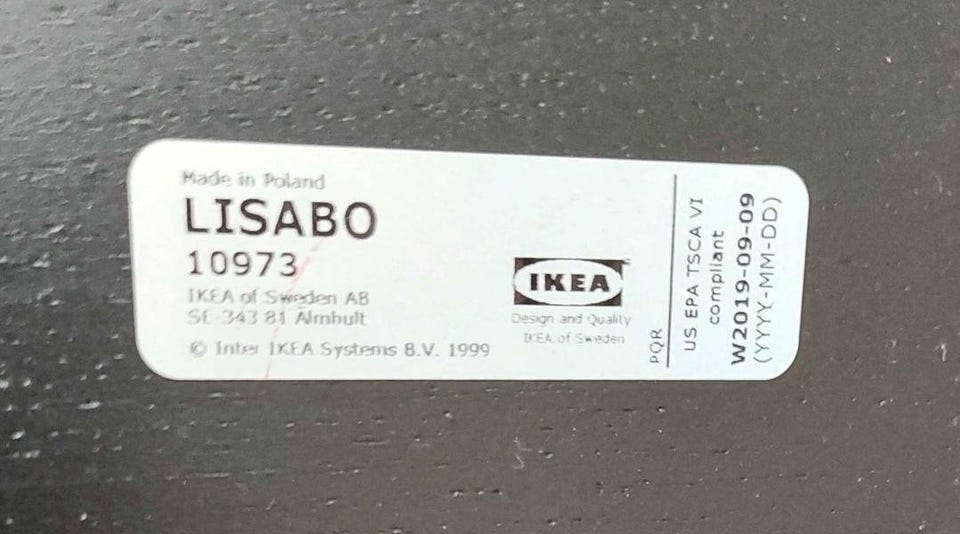 Made in Poland
LISABO
10973
IKEA of Sweden AB
SE-343 81 Älmhult
© Inter IKEA Systems B.V. 1999
IKEA®
Design and Quality
IKEA of Sweden
PQR
US EPA TSCA VI
compliant
W2019-09-09
(YYYY-MM-DD)